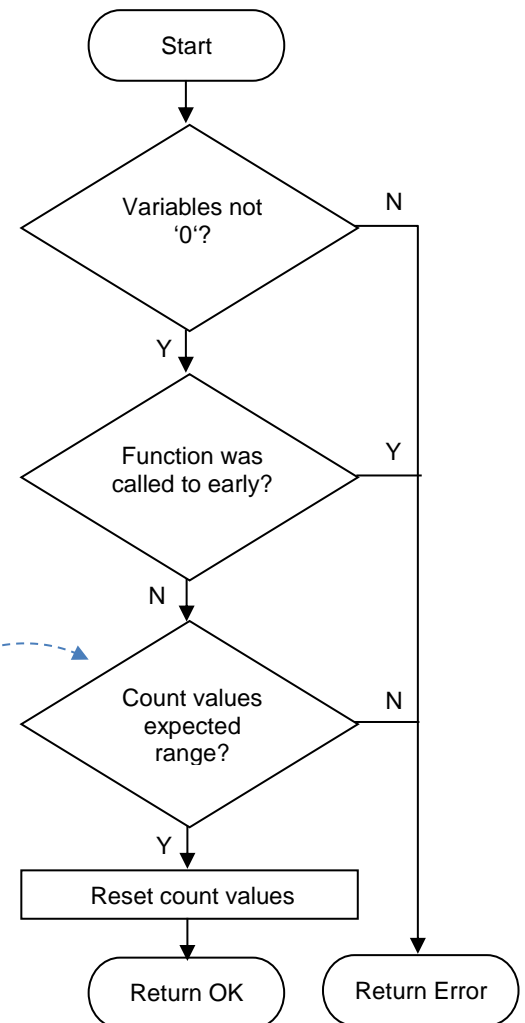 Start
Variables not
‘0‘?
N
Y
Function was
called to early?
Y
N
Count values
expected
range?
N
Y
Reset count values
Return OK
Return Error